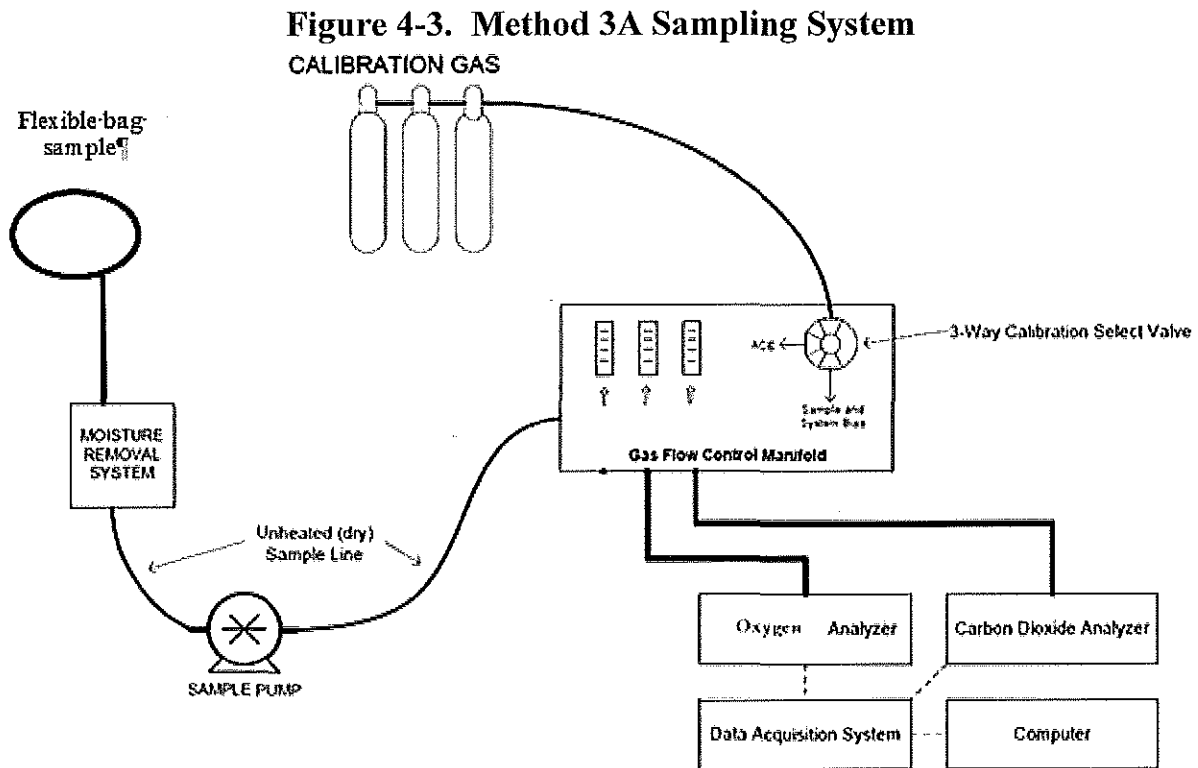 Figure 4-3. Method 3A Sampling System
CALIBRATION GAS
Flexible-bag-
sample¶
3-Way Calibration Select Valve
ACE
Sample and
System Bias
Gas Flow Control Manifold
MOISTURE
REMOVAL
SYSTEM
Unheated (dry)
Sample Line
SAMPLE PUMP
Oxygen Analyzer
Carbon Dioxide Analyzer
Data Acquisition System
Computer